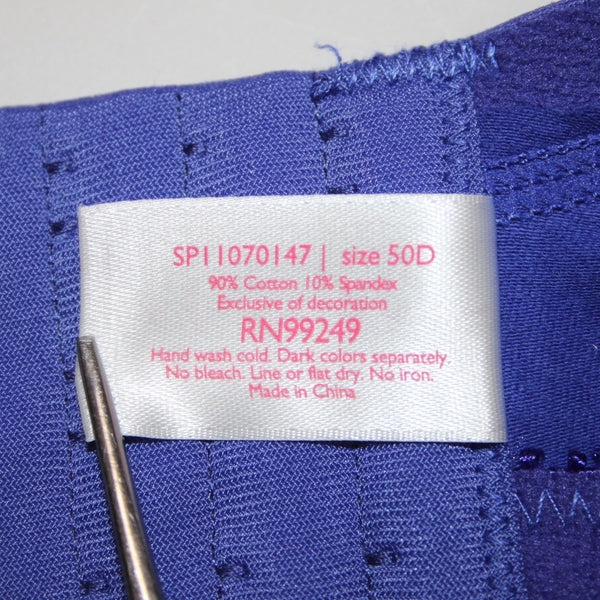 SP11070147 | size 50D
90% Cotton 10% Spandex
Exclusive of decoration
RN99249
Hand wash cold. Dark colors separately.
No bleach. Line or flat dry. No iron.
Made in China